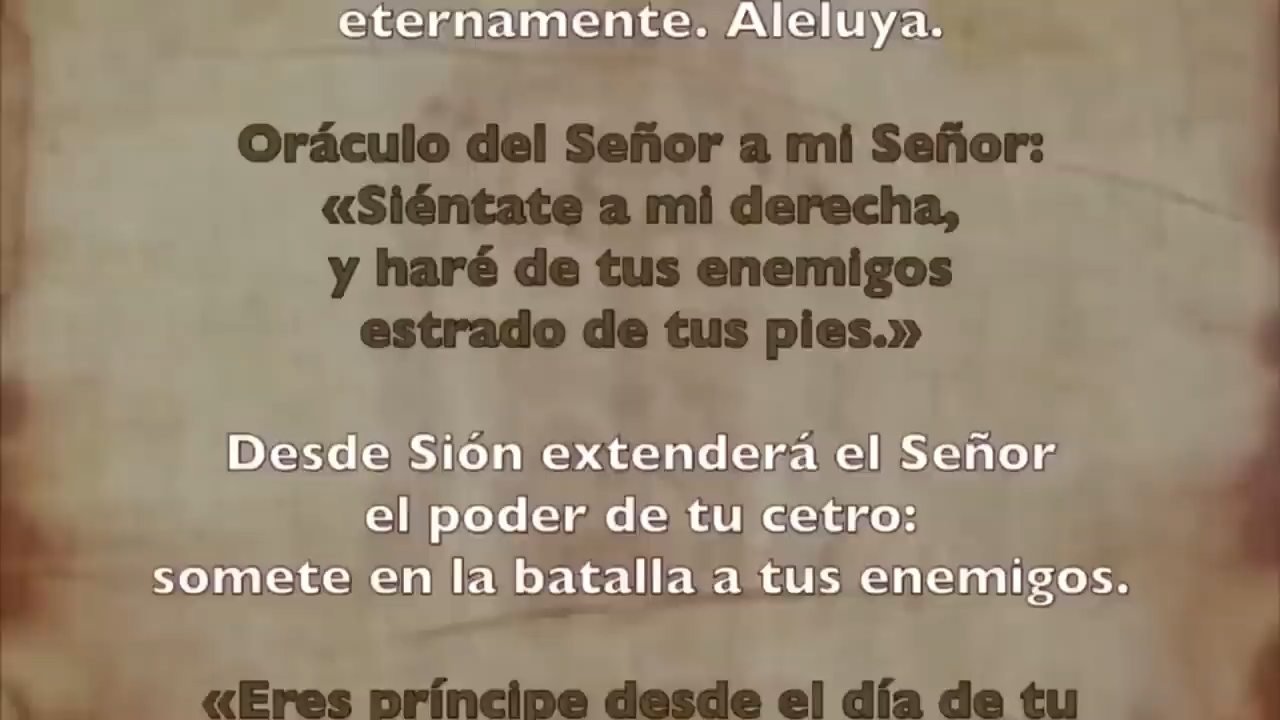 eternamente. Aleluya.
Oráculo del Señor a mi Señor:
«Siéntate a mi derecha,
y haré de tus enemigos
estrado de tus pies.»
Desde Sión extenderá el Señor
el poder de tu cetro:
somete en la batalla a tus enemigos.
«Eres príncipe desde el día de tu